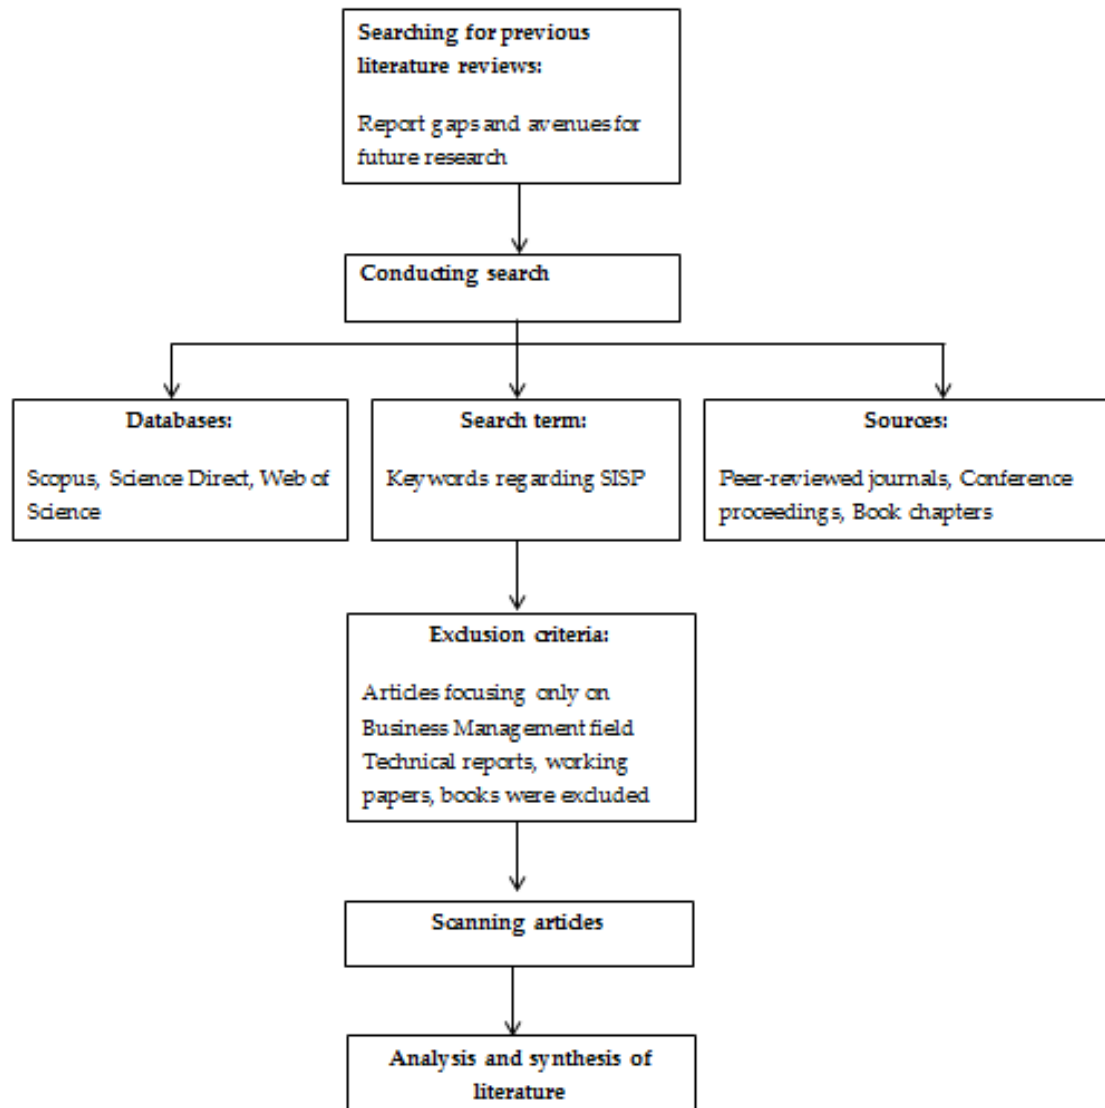 Searching for previous
literature reviews:
Report gaps and avenues for
future research
Conducting search
Databases:
Scopus, Science Direct, Web of
Science
Search term:
Keywords regarding SISP
Sources:
Peer-reviewed journals, Conference
proceedings, Book chapters
Exclusion criteria:
Articles focusing only on
Business Management field
Technical reports, working
papers, books were excluded
Scanning articles
Analysis and synthesis of
literature